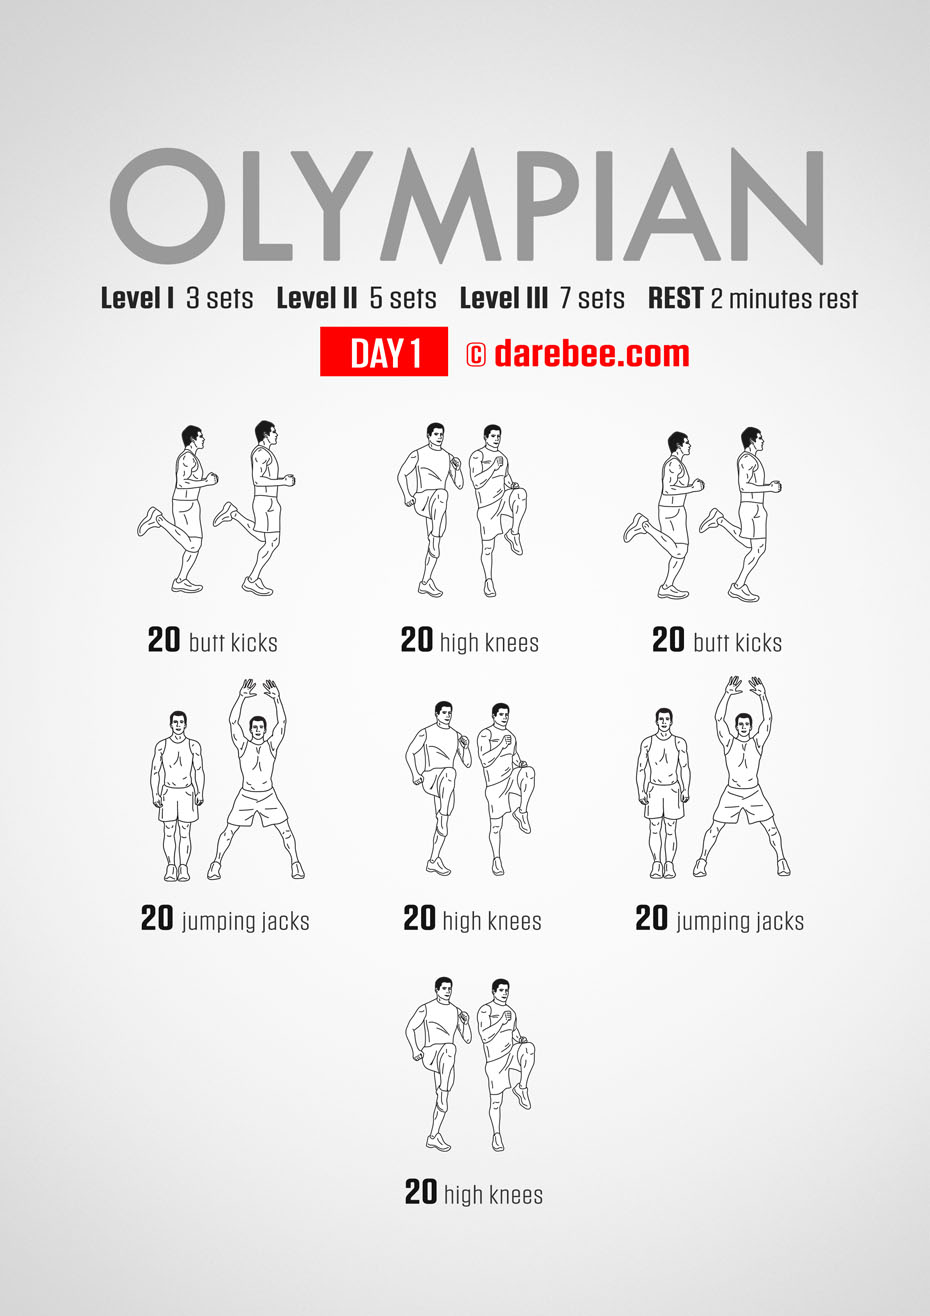 OLYMPIAN
Level I 3 sets Level II 5 sets Level III 7 sets REST 2 minutes rest
DAY 1 © darebee.com
20 butt kicks 20 high knees 20 butt kicks
20 jumping jacks 20 high knees 20 jumping jacks
20 high knees